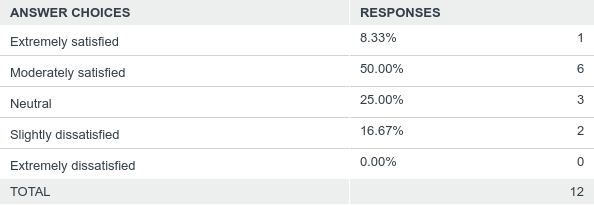 ANSWER CHOICES RESPONSES
Extremely satisfied 8.33% 1
Moderately satisfied 50.00% 6
Neutral 25.00% 3
Slightly dissatisfied 16.67% 2
Extremely dissatisfied 0.00% 0
TOTAL 12